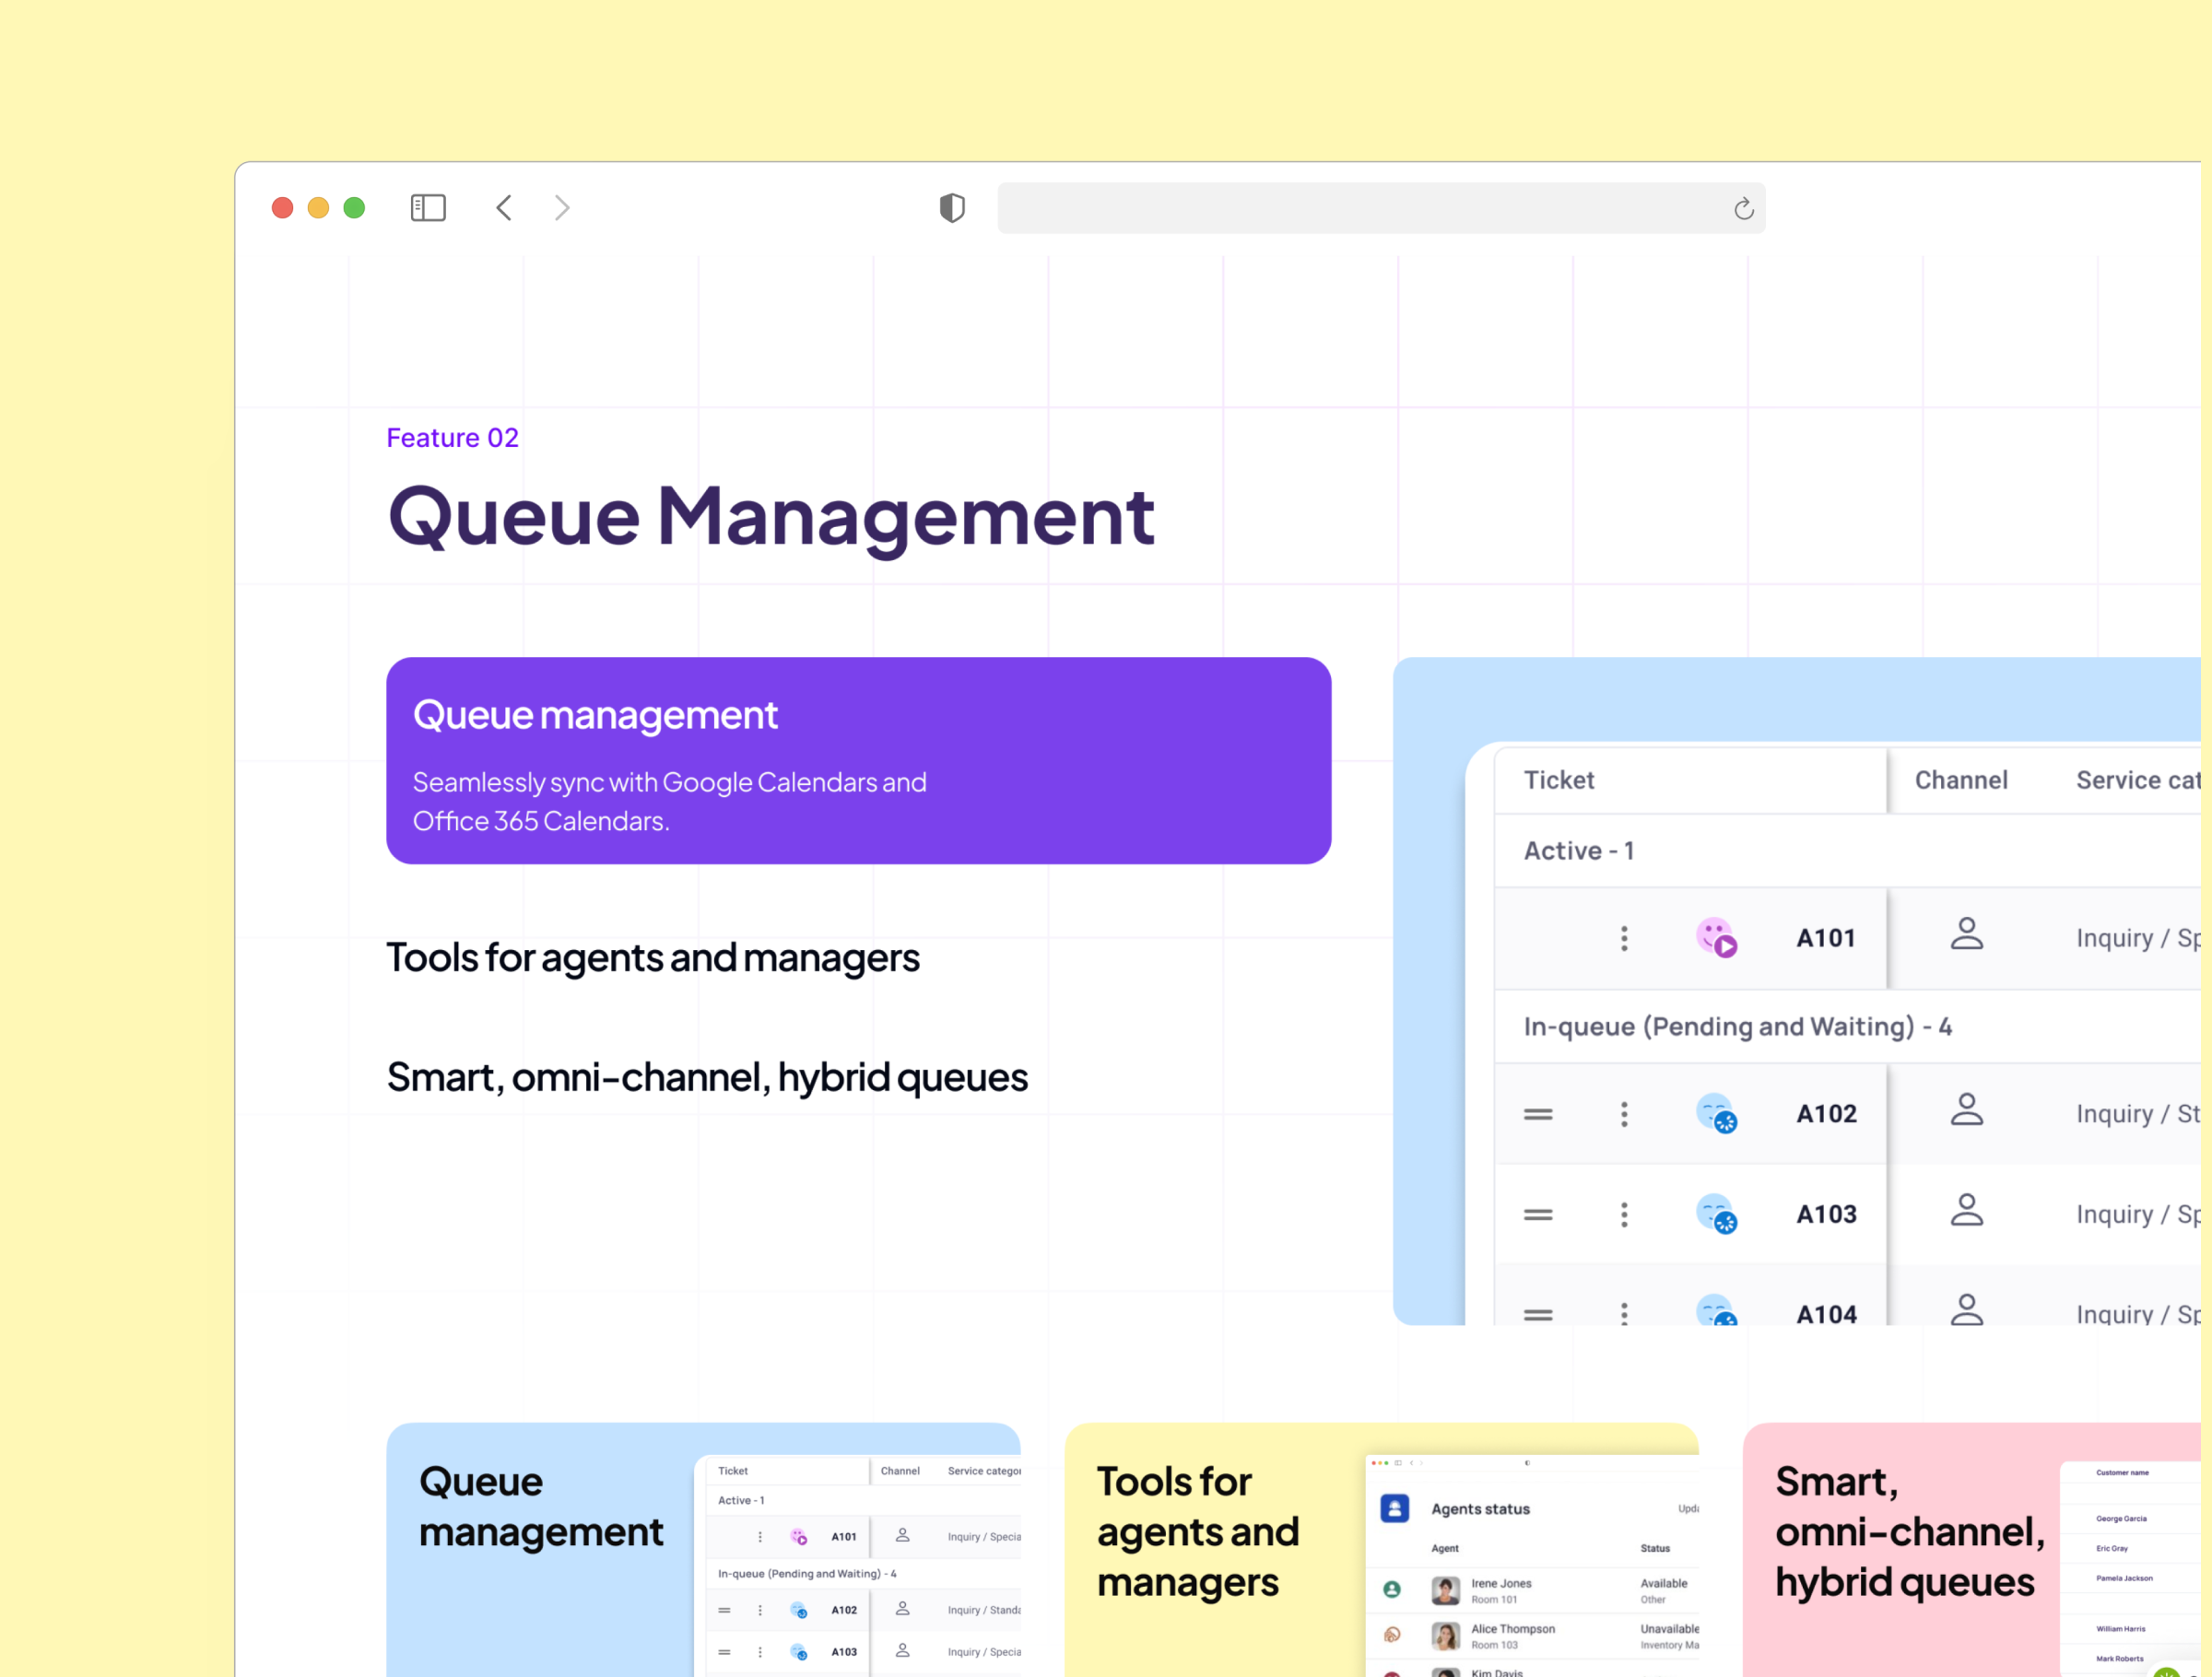 Feature 02
Queue Management
Queue management
Seamlessly sync with Google Calendars and
Office 365 Calendars.
Tools for agents and managers
Smart, omni-channel, hybrid queues
Ticket Channel Service cat
Active - 1
A101 Inquiry / Sp
In-queue (Pending and Waiting) - 4
A102 Inquiry / St
A103 Inquiry / Sp
A104 Inquiry / Sp
Queue
management
Ticket Channel Service categor
Active - 1
A101 Inquiry / Specia
In-queue (Pending and Waiting) - 4
A102 Inquiry / Standa
A103 Inquiry / Specia
Tools for
agents and
managers
Agents status Upda
Agent Status
Irene Jones Available
Room 101 Other
Alice Thompson Unavailable
Room 103 Inventory Ma
Kim Davis
Smart,
omni-channel,
hybrid queues
Customer name
George Garcia
Eric Gray
Pamela Jackson
William Harris
Mark Roberts